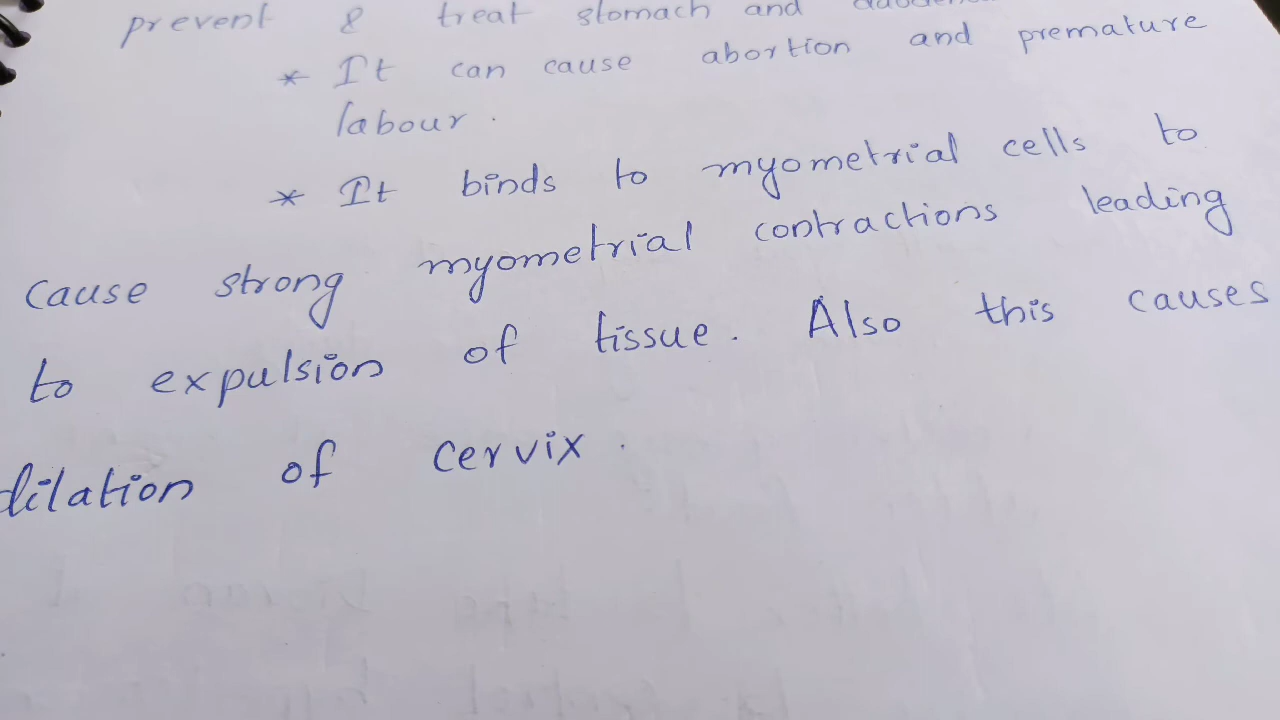 prevent & treat stomach and
* It can cause abortion and premature
labour.
* It binds to myometrial cells to
cause strong myometrial contractions leading
to expulsion of tissue. Also this causes
dilation of cervix.